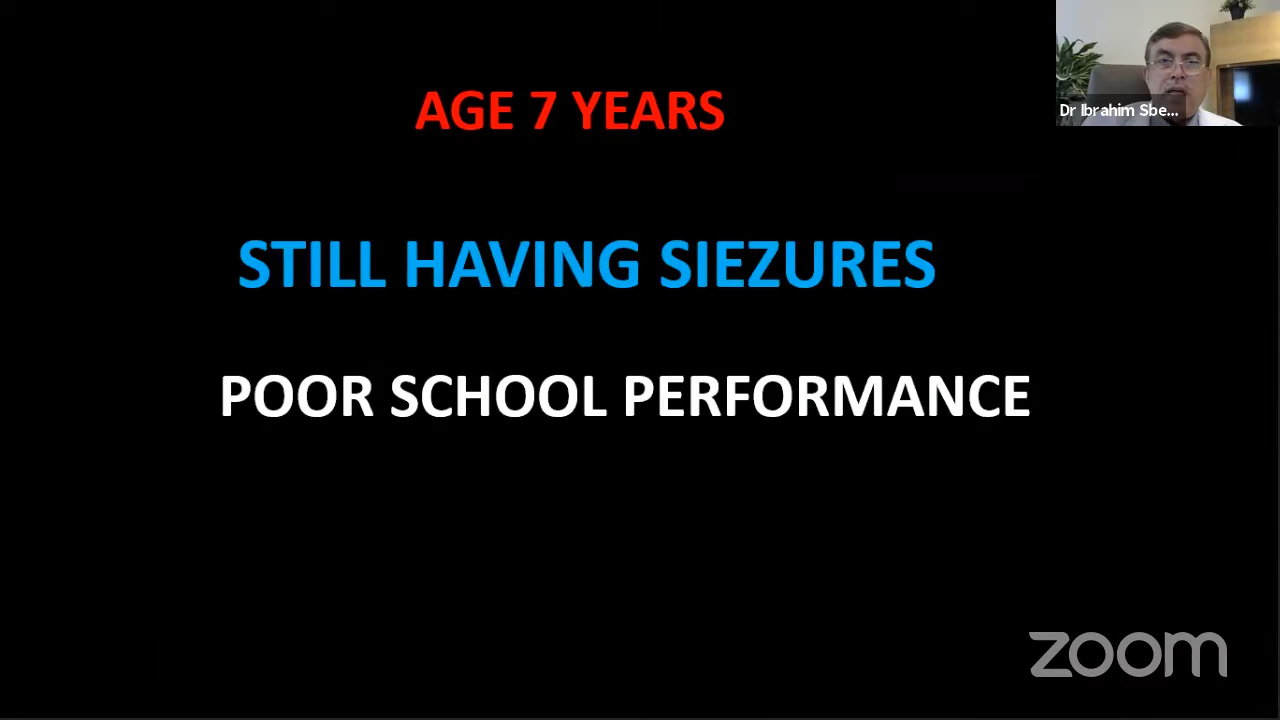 AGE 7 YEARS
Dr Ibrahim Sbe...
STILL HAVING SIEZURES
POOR SCHOOL PERFORMANCE
zoom